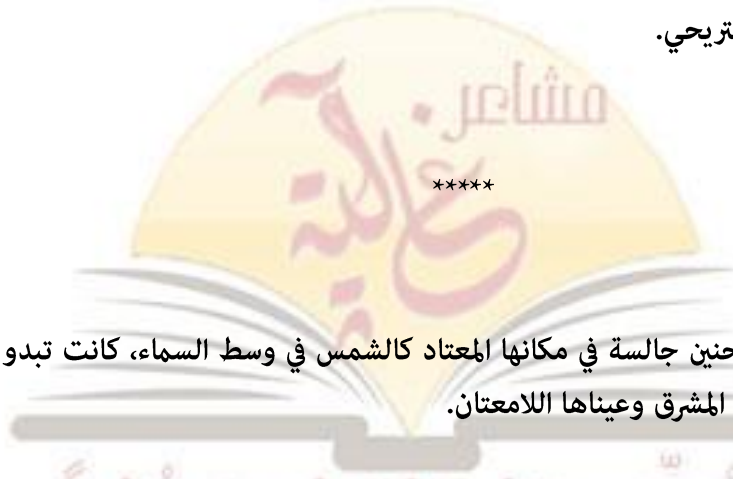 تريحي.
مشاعر
غالية
*****
حنين جالسة في مكانها المعتاد كالشمس في وسط السماء، كانت تبدو
المشرق وعيناها اللامعتان.